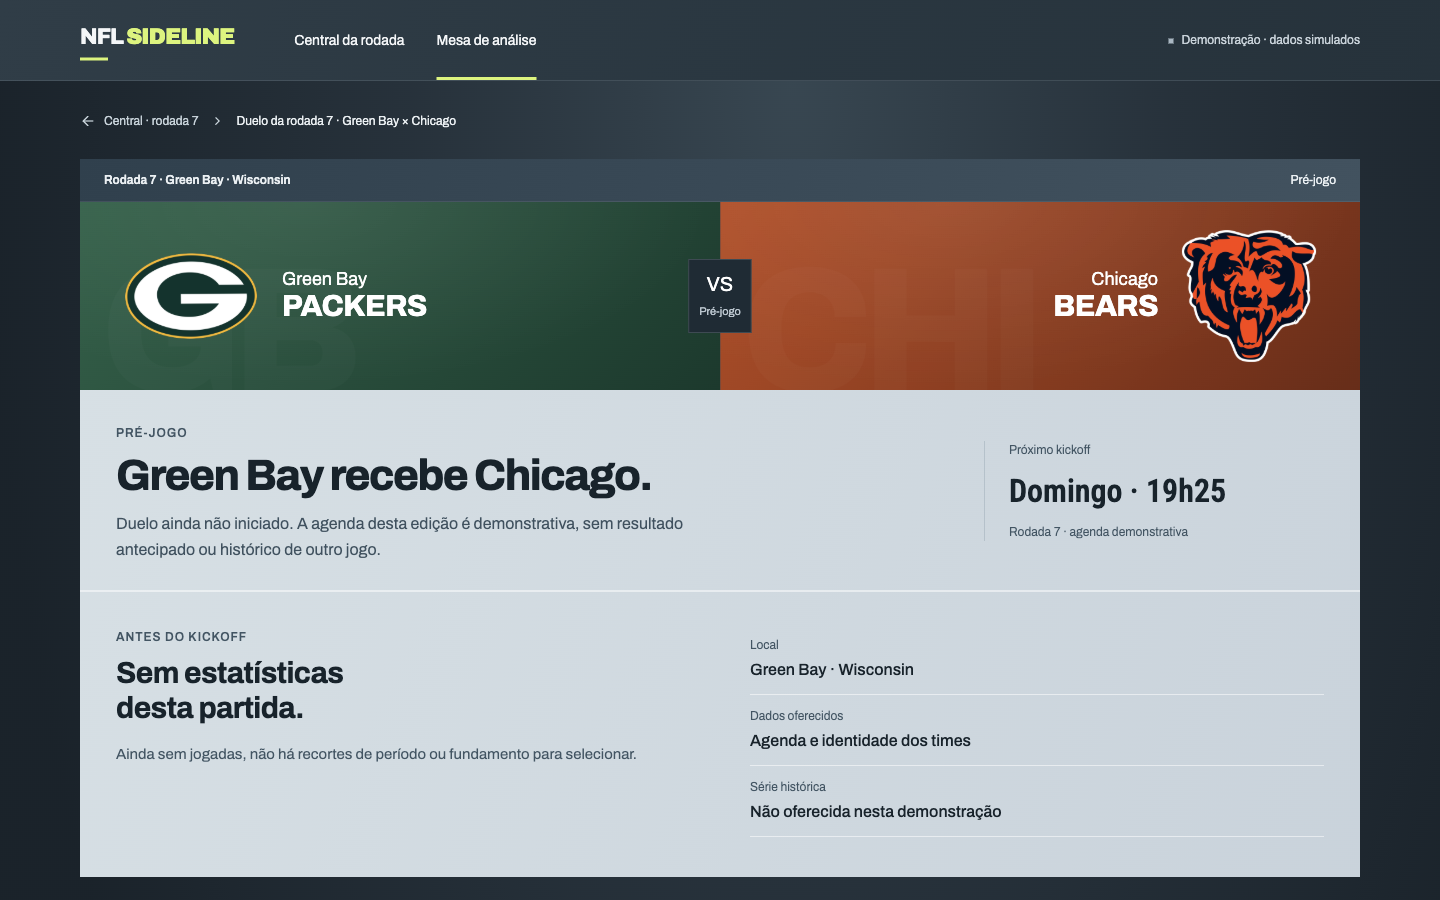 NFL SIDELINE
Central da rodada
Mesa de análise
Demonstração · dados simulados
Central · rodada 7
Duelo da rodada 7 · Green Bay × Chicago
Rodada 7 · Green Bay · Wisconsin
Pré-jogo
GB
G
Green Bay
PACKERS
VS
Pré-jogo
CHI
Chicago
BEARS
PRÉ-JOGO
Green Bay recebe Chicago.
Duelo ainda não iniciado. A agenda desta edição é demonstrativa, sem resultado
antecipado ou histórico de outro jogo.
Próximo kickoff
Domingo · 19h25
Rodada 7 · agenda demonstrativa
ANTES DO KICKOFF
Sem estatísticas
desta partida.
Ainda sem jogadas, não há recortes de período ou fundamento para selecionar.
Local
Green Bay · Wisconsin
Dados oferecidos
Agenda e identidade dos times
Série histórica
Não oferecida nesta demonstração